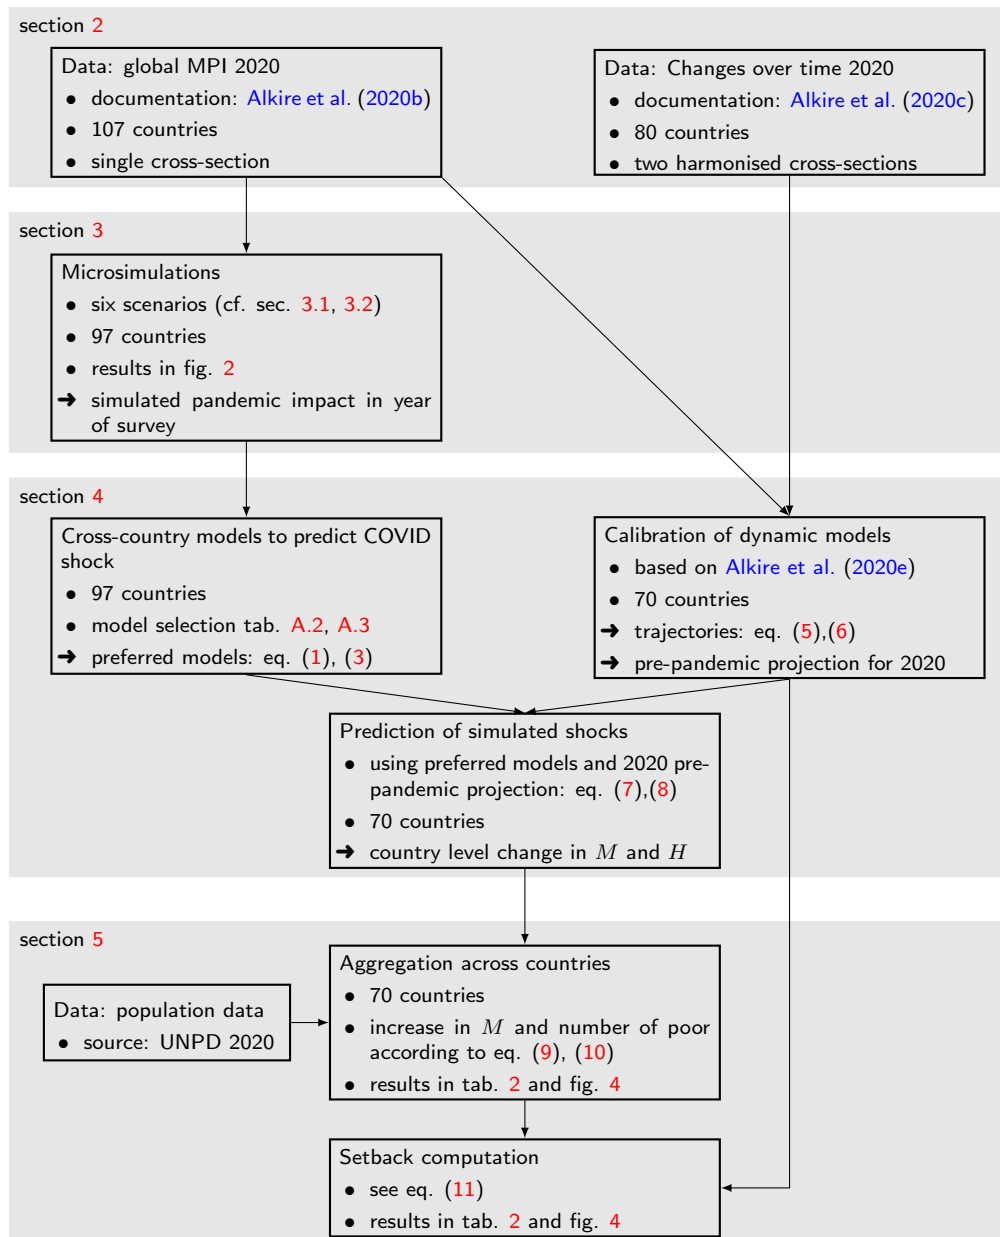 section 2
Data: global MPI 2020
• documentation: Alkire et al. (2020b)
• 107 countries
• single cross-section
Data: Changes over time 2020
• documentation: Alkire et al. (2020c)
• 80 countries
• two harmonised cross-sections
section 3
Microsimulations
• six scenarios (cf. sec. 3.1, 3.2)
• 97 countries
• results in fig. 2
➜ simulated pandemic impact in year
of survey
section 4
Cross-country models to predict COVID
shock
• 97 countries
• model selection tab. A.2, A.3
➜ preferred models: eq. (1), (3)
Calibration of dynamic models
• based on Alkire et al. (2020e)
• 70 countries
➜ trajectories: eq. (5),(6)
➜ pre-pandemic projection for 2020
Prediction of simulated shocks
• using preferred models and 2020 pre-
pandemic projection: eq. (7),(8)
• 70 countries
➜ country level change in M and H
section 5
Data: population data
• source: UNPD 2020
Aggregation across countries
• 70 countries
• increase in M and number of poor
according to eq. (9), (10)
• results in tab. 2 and fig. 4
Setback computation
• see eq. (11)
• results in tab. 2 and fig. 4